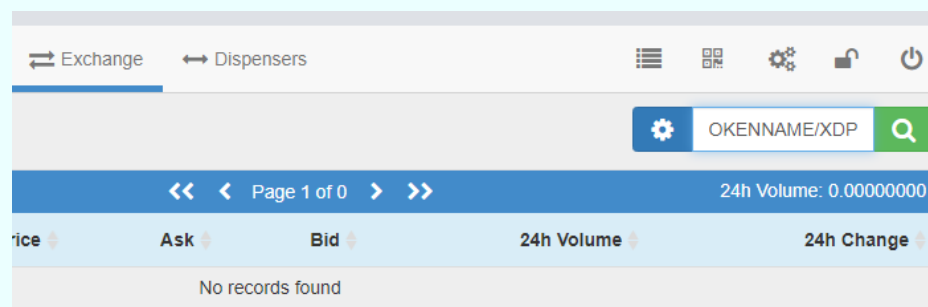 Exchange Dispensers
OKENNAME/XDP
Page 1 of 0 24h Volume: 0.00000000
rice Ask Bid 24h Volume 24h Change
No records found